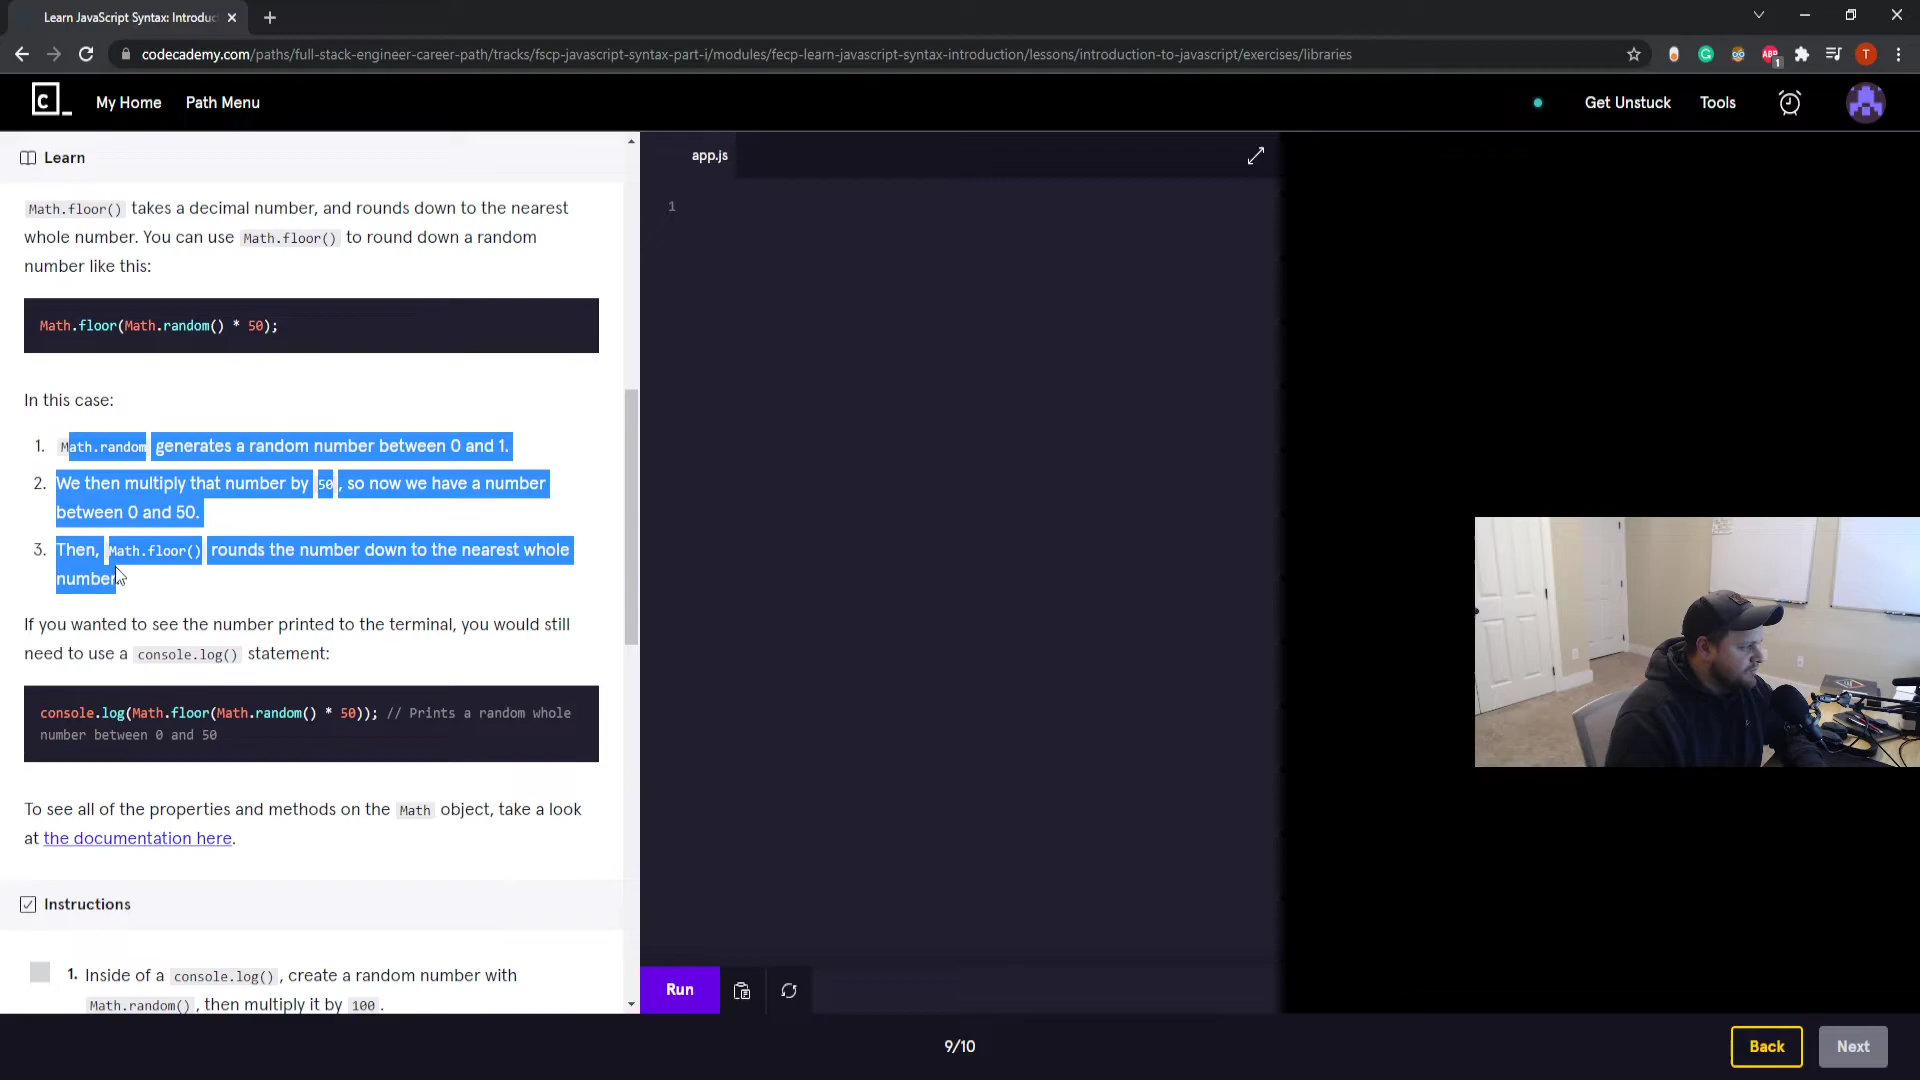 Learn JavaScript Syntax: Introduc
codecademy.com/paths/full-stack-engineer-career-path/tracks/fscp-javascript-syntax-part-i/modules/fecp-learn-javascript-syntax-introduction/lessons/introduction-to-javascript/exercises/libraries
ABP
1
T
c_
My Home
Path Menu
Get Unstuck
Tools
Learn
Math.floor() takes a decimal number, and rounds down to the nearest
whole number. You can use Math.floor() to round down a random
number like this:
Math.floor(Math.random() * 50);
In this case:
1. Math.random generates a random number between 0 and 1.
2. We then multiply that number by 50, so now we have a number
between 0 and 50.
3. Then, Math.floor() rounds the number down to the nearest whole
number
If you wanted to see the number printed to the terminal, you would still
need to use a console.log() statement:
console.log(Math.floor(Math.random() * 50)); // Prints a random whole
number between 0 and 50
To see all of the properties and methods on the Math object, take a look
at the documentation here.
Instructions
1. Inside of a console.log(), create a random number with
Math.random(), then multiply it by 100.
app.js
1
Run
9/10
Back
Next